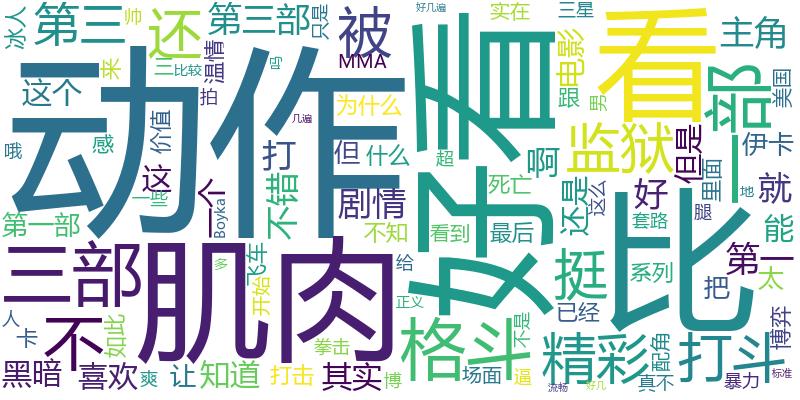 冰人
第三
帅
还
第三部
只是
被
好几遍
实在
三星
主角
来
三
比较
温情
吗
MMA
电影
看
跟
男
部
美国
这个
动作
拍
为什么
好看
哦
感
价值
几遍
打
但
什么
超
啊
监狱
但是
伊卡
一
这
一个
不错
剧情
死亡
还是
这么
好
里面
就
地
第一部
一些
Boyka
不知
看到
最后
腿
套路
能
三部
肌肉
多
飞车
开始
给
正义
挺
比
系列
把
第一
太
人
卡
不
如此
格斗
不是
已经
博弈
拳击
黑暗
喜欢
爽
让
知道
打击
其实
博
场面
逼
流畅
精彩
好几
配角
真不
打斗
暴力
标准